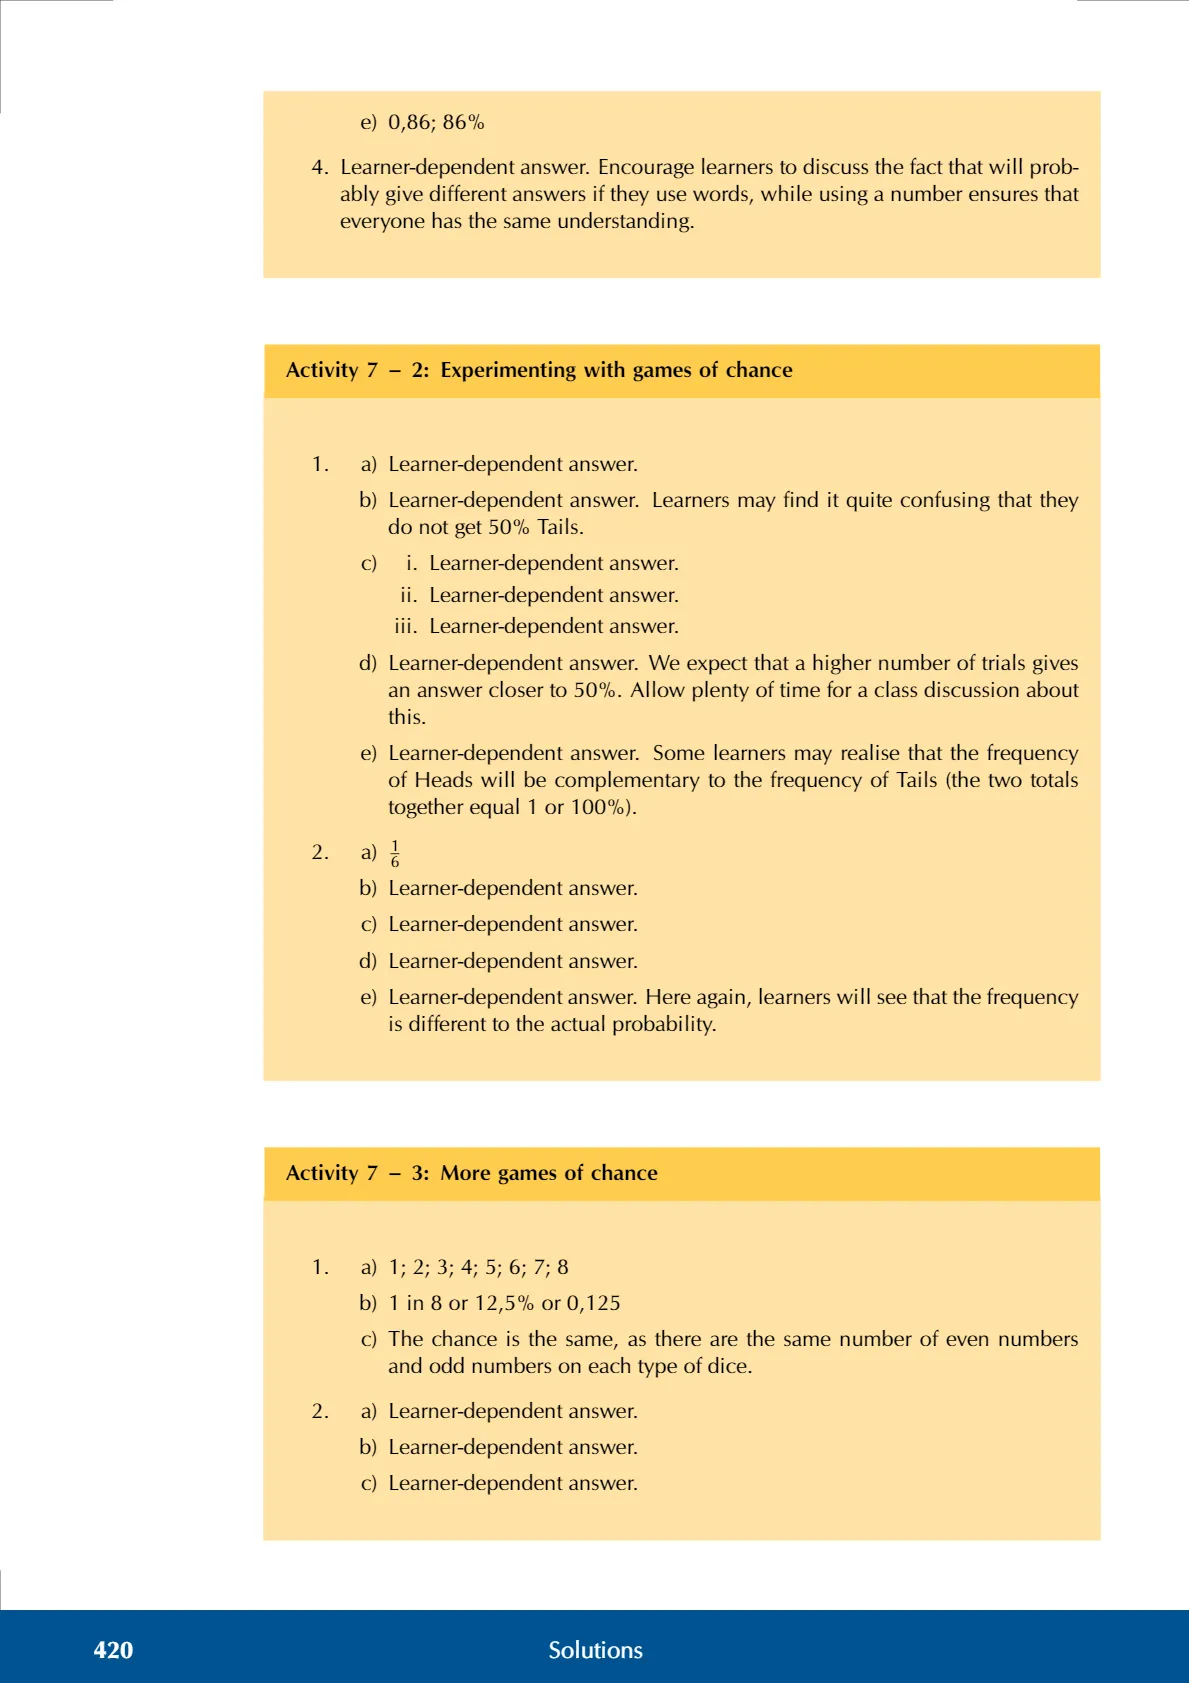 e) 0,86; 86%
4. Learner-dependent answer. Encourage learners to discuss the fact that will prob-
ably give different answers if they use words, while using a number ensures that
everyone has the same understanding.
Activity 7 – 2: Experimenting with games of chance
1. a) Learner-dependent answer.
b) Learner-dependent answer. Learners may find it quite confusing that they
do not get 50% Tails.
c) i. Learner-dependent answer.
ii. Learner-dependent answer.
iii. Learner-dependent answer.
d) Learner-dependent answer. We expect that a higher number of trials gives
an answer closer to 50%. Allow plenty of time for a class discussion about
this.
e) Learner-dependent answer. Some learners may realise that the frequency
of Heads will be complementary to the frequency of Tails (the two totals
together equal 1 or 100%).
2. a) 1/6
b) Learner-dependent answer.
c) Learner-dependent answer.
d) Learner-dependent answer.
e) Learner-dependent answer. Here again, learners will see that the frequency
is different to the actual probability.
Activity 7 – 3: More games of chance
1. a) 1; 2; 3; 4; 5; 6; 7; 8
b) 1 in 8 or 12,5% or 0,125
c) The chance is the same, as there are the same number of even numbers
and odd numbers on each type of dice.
2. a) Learner-dependent answer.
b) Learner-dependent answer.
c) Learner-dependent answer.
420 Solutions